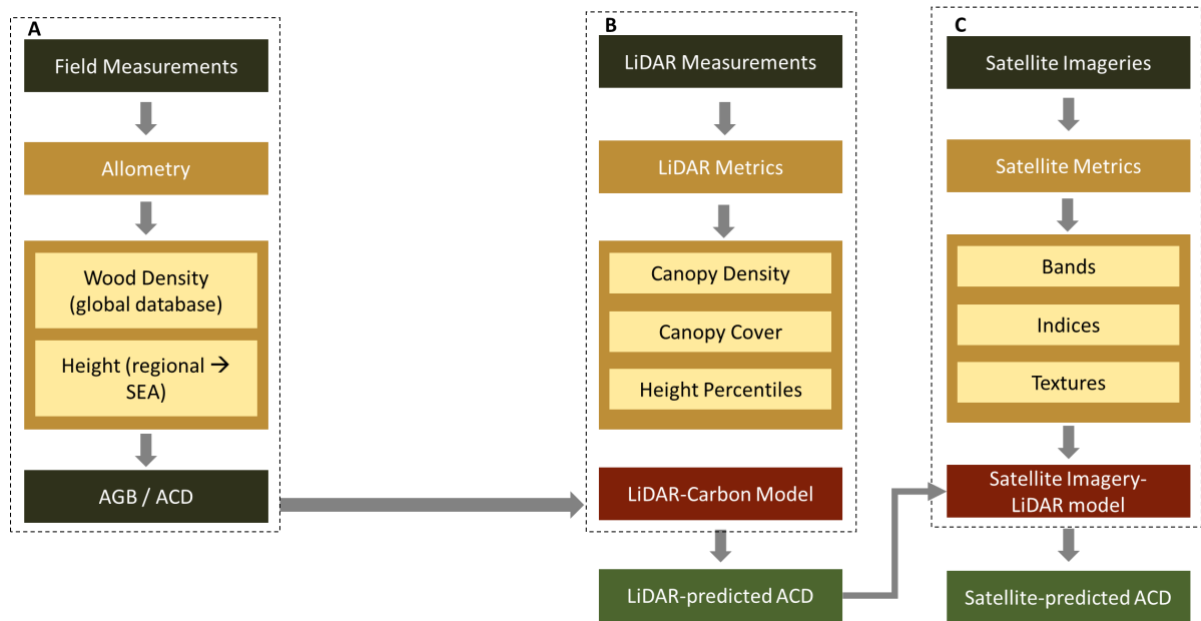 A
Field Measurements
Allometry
Wood Density
(global database)
Height (regional →
SEA)
AGB / ACD
B
LiDAR Measurements
LiDAR Metrics
Canopy Density
Canopy Cover
Height Percentiles
LiDAR-Carbon Model
LiDAR-predicted ACD
C
Satellite Imageries
Satellite Metrics
Bands
Indices
Textures
Satellite Imagery-
LiDAR model
Satellite-predicted ACD